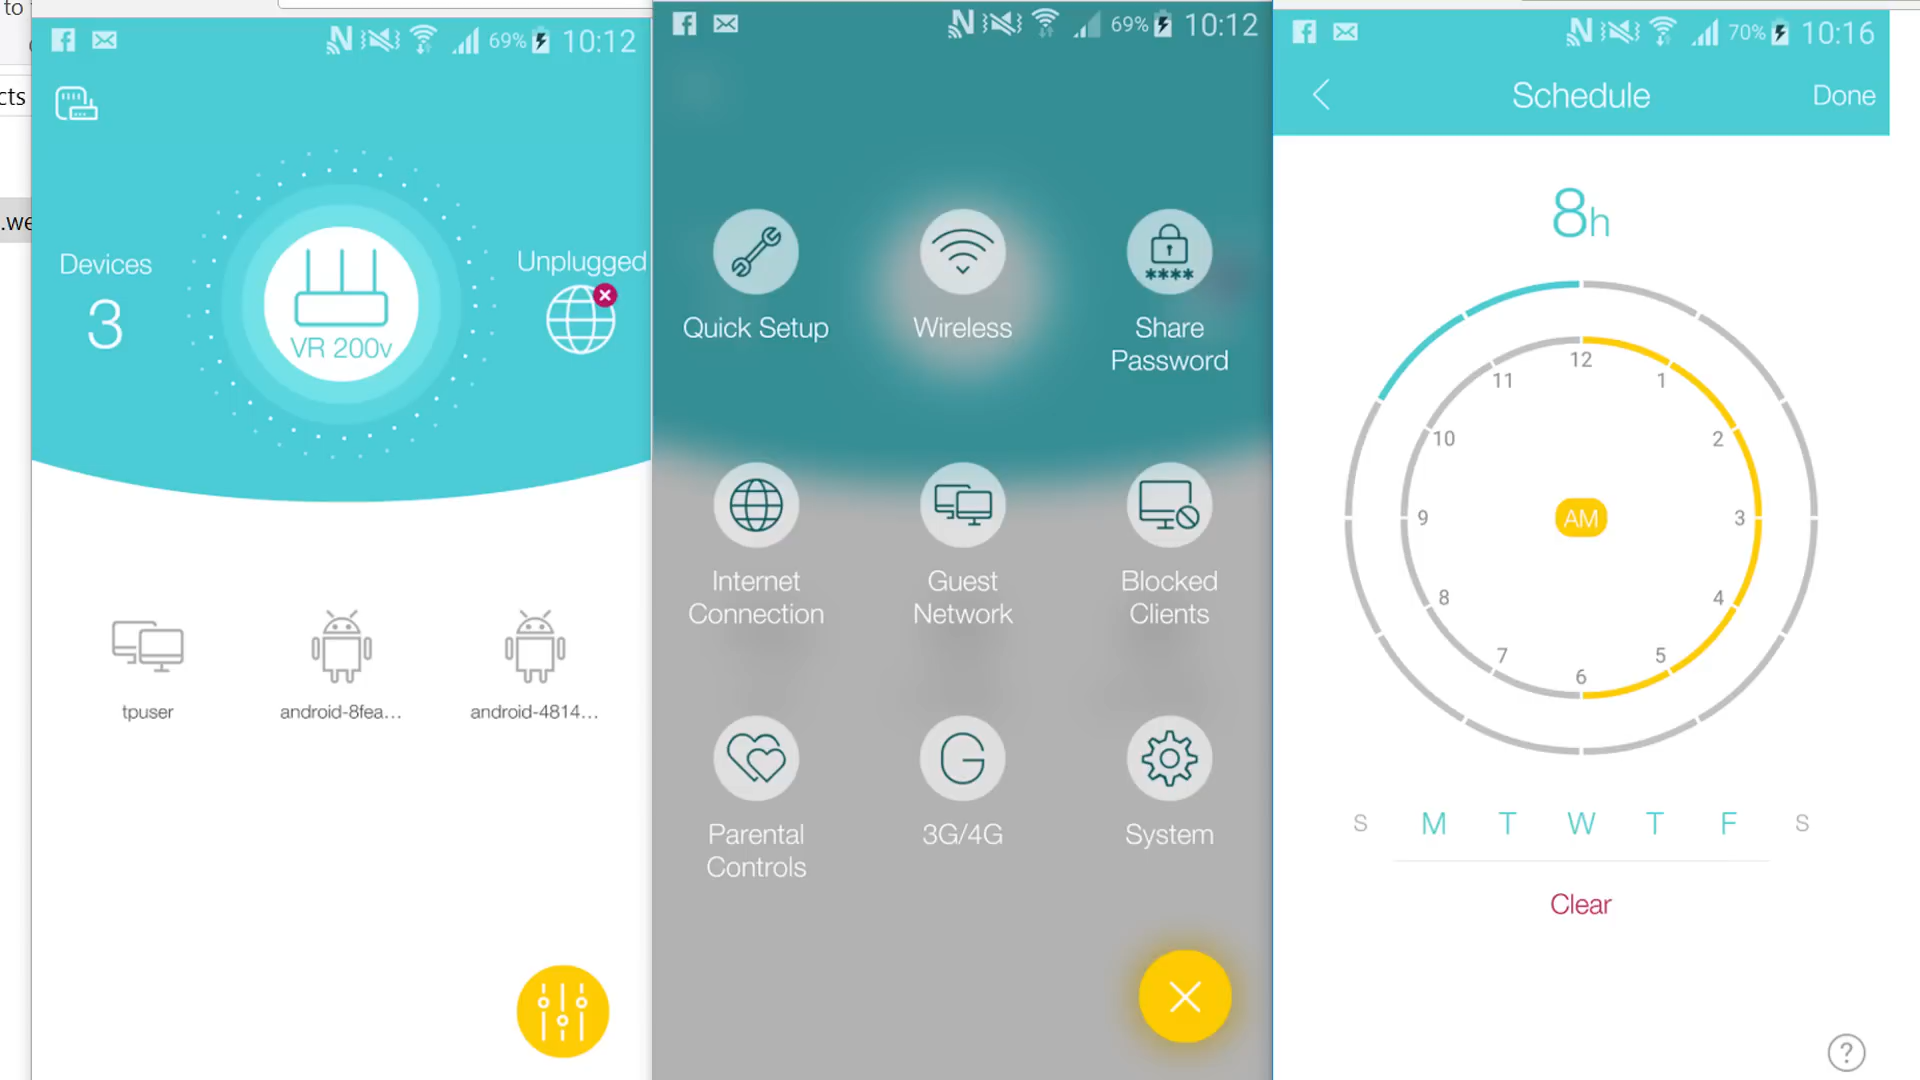 to
cts
.we
69% 10:12
Devices
3
Unplugged
VR 200v
tpuser
android-8fea...
android-4814...
69% 10:12
Quick Setup
Wireless
Share
Password
Internet
Connection
Guest
Network
Blocked
Clients
Parental
Controls
3G/4G
System
70% 10:16
Schedule
Done
8h
12
1
2
3
4
5
6
7
8
9
10
11
AM
S M T W T F S
Clear
?